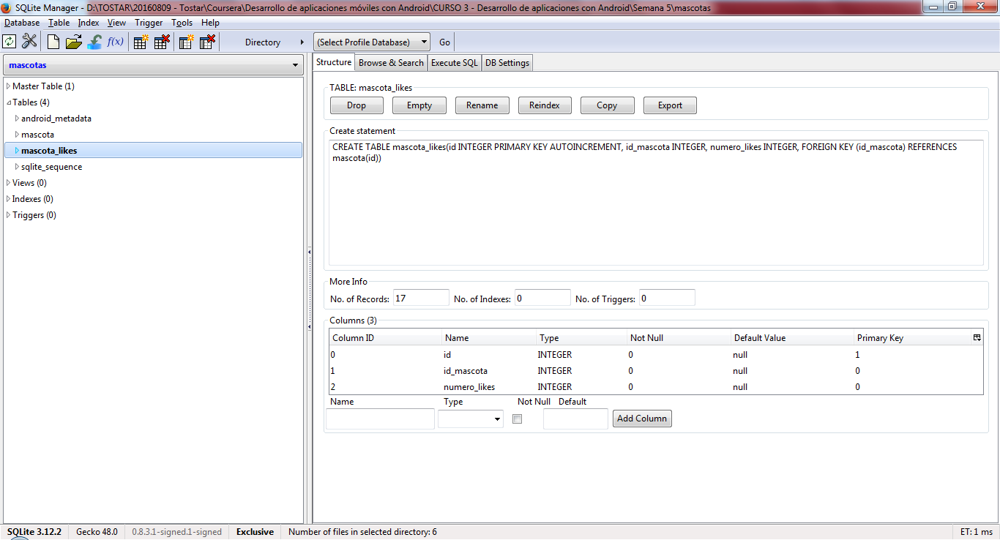 SQLite Manager - D:\TOSTAR\20160809 - Tostar\Coursera\Desarrollo de aplicaciones móviles con Android\CURSO 3 - Desarrollo de aplicaciones con Android\Semana 5\mascotas
Database Table Index View Trigger Tools Help
f(x) Directory (Select Profile Database) Go
mascotas
Master Table (1)
Tables (4)
android_metadata
mascota
mascota_likes
sqlite_sequence
Views (0)
Indexes (0)
Triggers (0)
Structure Browse & Search Execute SQL DB Settings
TABLE: mascota_likes
Drop Empty Rename Reindex Copy Export
Create statement
CREATE TABLE mascota_likes(id INTEGER PRIMARY KEY AUTOINCREMENT, id_mascota INTEGER, numero_likes INTEGER, FOREIGN KEY (id_mascota) REFERENCES
mascota(id))
More Info
No. of Records: 17 No. of Indexes: 0 No. of Triggers: 0
Columns (3)
Column ID Name Type Not Null Default Value Primary Key
0 id INTEGER 0 null 1
1 id_mascota INTEGER 0 null 0
2 numero_likes INTEGER 0 null 0
Name Type Not Null Default
Add Column
SQLite 3.12.2 Gecko 48.0 0.8.3.1-signed.1-signed Exclusive Number of files in selected directory: 6 ET: 1 ms